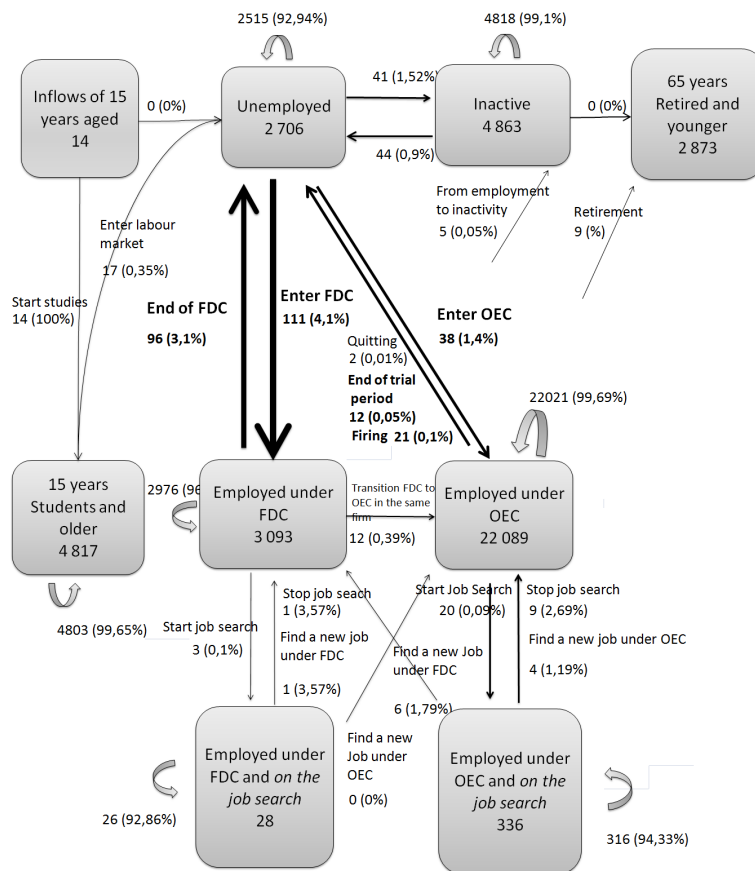 2515 (92,94%)
4818 (99,1%)
Inflows of 15
years aged
14
0 (0%)
Unemployed
2 706
41 (1,52%)
44 (0,9%)
Inactive
4 863
0 (0%)
65 years
Retired and
younger
2 873
From employment
to inactivity
5 (0,05%)
Retirement
9 (%)
Enter labour
market
17 (0,35%)
Start studies
14 (100%)
End of FDC
96 (3,1%)
Enter FDC
111 (4,1%)
Enter OEC
38 (1,4%)
Quitting
2 (0,01%)
End of trial
period
12 (0,05%)
Firing 21 (0,1%)
22021 (99,69%)
15 years
Students and
older
4 817
2976 (96
Employed under
FDC
3 093
Transition FDC to
OEC in the same
firm
12 (0,39%)
Employed under
OEC
22 089
4803 (99,65%)
Start job search
3 (0,1%)
Stop job seach
1 (3,57%)
Find a new job
under FDC
1 (3,57%)
Start Job Search
20 (0,09%)
Stop job search
9 (2,69%)
Find a new job under OEC
4 (1,19%)
Find a new Job
under FDC
6 (1,79%)
Employed under
FDC and on the
job search
28
Find a new
Job under
OEC
0 (0%)
Employed under
OEC and on the
job search
336
26 (92,86%)
316 (94,33%)